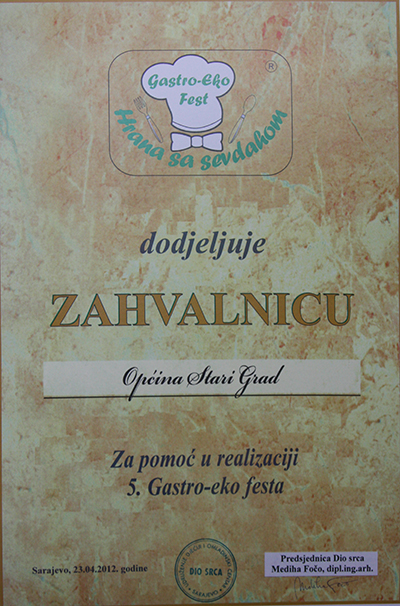 Gastro-Eko
Fest
®
Hrana sa sevdahom
dodjeljuje
ZAHVALNICU
Općina Stari Grad
Za pomoć u realizaciji
5. Gastro-eko festa
Sarajevo, 23.04.2012. godine
DIO SRCA
SARAJEVO
Predsjednica Dio srca
Mediha Fočo, dipl.ing.arh.